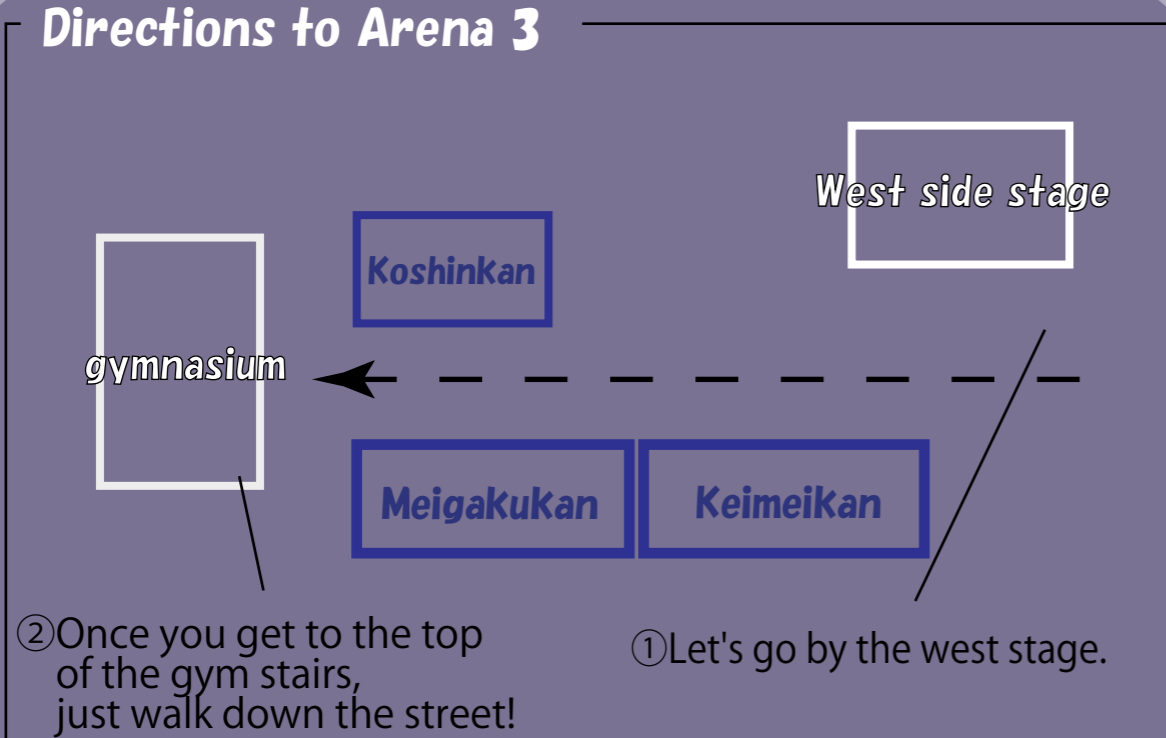 Directions to Arena 3
West side stage
Koshinkan
gymnasium
Meigakukan
Keimeikan
②Once you get to the top
of the gym stairs,
just walk down the street!
①Let's go by the west stage.